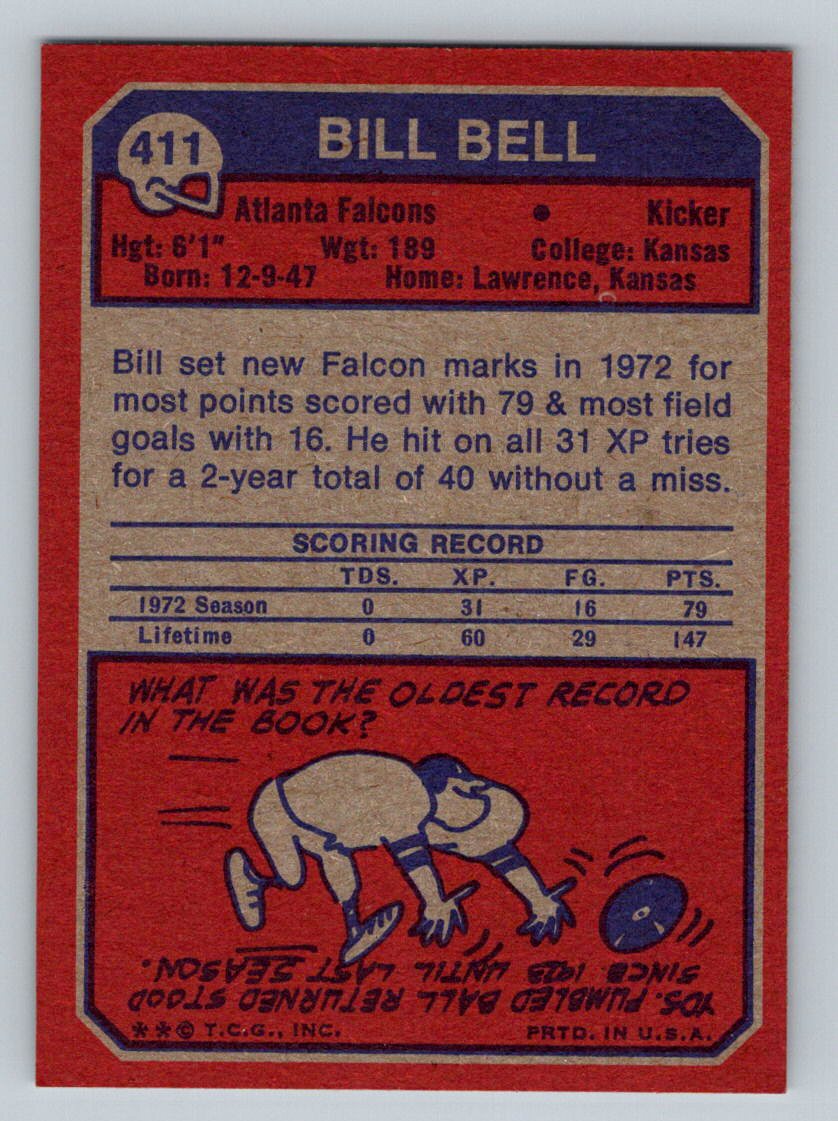 411
BILL BELL
Atlanta Falcons • Kicker
Hgt: 6'1" Wgt: 189 College: Kansas
Born: 12-9-47 Home: Lawrence, Kansas
Bill set new Falcon marks in 1972 for
most points scored with 79 & most field
goals with 16. He hit on all 31 XP tries
for a 2-year total of 40 without a miss.
SCORING RECORD
TDS. XP. FG. PTS.
1972 Season 0 31 16 79
Lifetime 0 60 29 147
WHAT WAS THE OLDEST RECORD
IN THE BOOK?
YDS. FUMBLED BALL RETURNED STOOD
SINCE 1923 UNTIL LAST SEASON.
**© T.C.G., INC. PRTD. IN U.S.A.